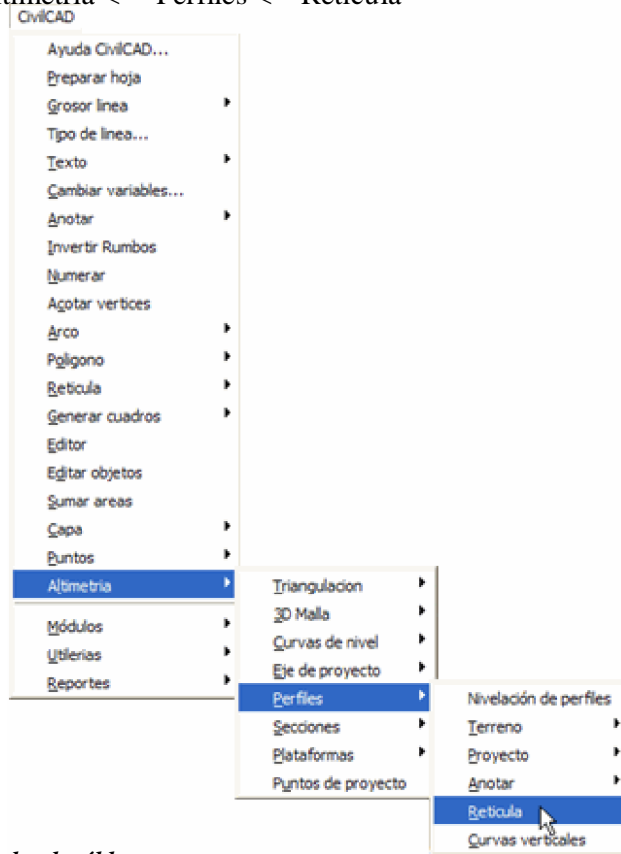 Perfiles < Reticula
CivilCAD
Ayuda CivilCAD...
Preparar hoja
Grosor linea
Tipo de linea...
Texto
Cambiar variables...
Anotar
Invertir Rumbos
Numerar
Acotar vertices
Arco
Poligono
Reticula
Generar cuadros
Editor
Editar objetos
Sumar areas
Capa
Puntos
Altimetria
Módulos
Utilerias
Reportes
Triangulacion
3D Malla
Curvas de nivel
Eje de proyecto
Perfiles
Secciones
Plataformas
Puntos de proyecto
Nivelación de perfiles
Terreno
Proyecto
Anotar
Reticula
Curvas verticales